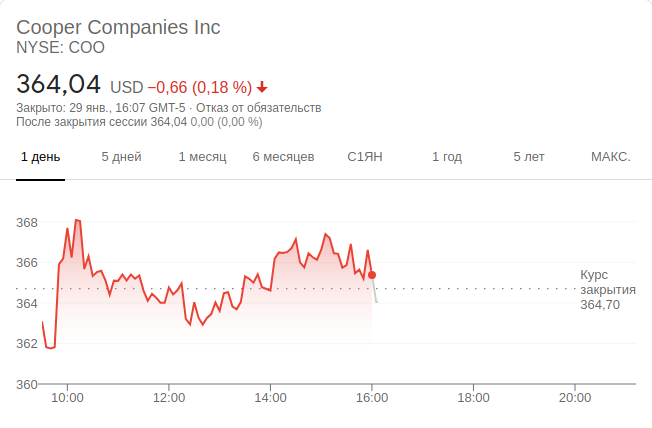 Cooper Companies Inc
NYSE: COO
364,04 USD −0,66 (0,18 %)
Закрыто: 29 янв., 16:07 GMT-5 · Отказ от обязательств
После закрытия сессии 364,04 0,00 (0,00 %)
1 день 5 дней 1 месяц 6 месяцев С1ЯН 1 год 5 лет МАКС.
368
366
364
362
360
Курс
закрытия
364,70
10:00 12:00 14:00 16:00 18:00 20:00